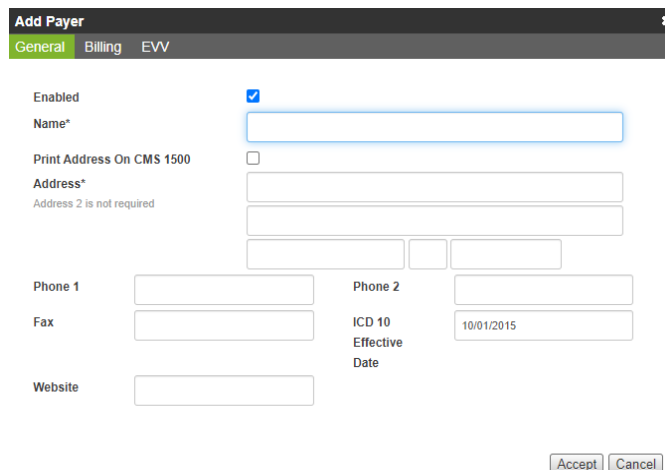 Add Payer
General Billing EVV
Enabled
Name*
Print Address On CMS 1500
Address*
Address 2 is not required
Phone 1 Phone 2
Fax ICD 10 10/01/2015
Effective
Date
Website
Accept Cancel